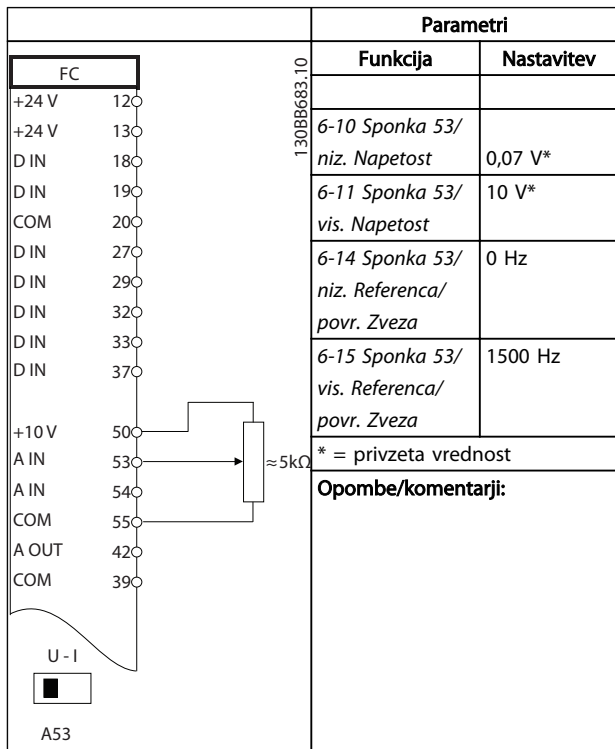 Parametri
Funkcija Nastavitev
6-10 Sponka 53/
niz. Napetost 0,07 V*
6-11 Sponka 53/ 10 V*
vis. Napetost
6-14 Sponka 53/ 0 Hz
niz. Referenca/
povr. Zveza
6-15 Sponka 53/ 1500 Hz
vis. Referenca/
povr. Zveza
* = privzeta vrednost
Opombe/komentarji:
FC
+24 V 12
+24 V 13
D IN 18
D IN 19
COM 20
D IN 27
D IN 29
D IN 32
D IN 33
D IN 37
+10 V 50
A IN 53
A IN 54
COM 55
A OUT 42
COM 39
≈5kΩ
U - I
A53
130BB683.10